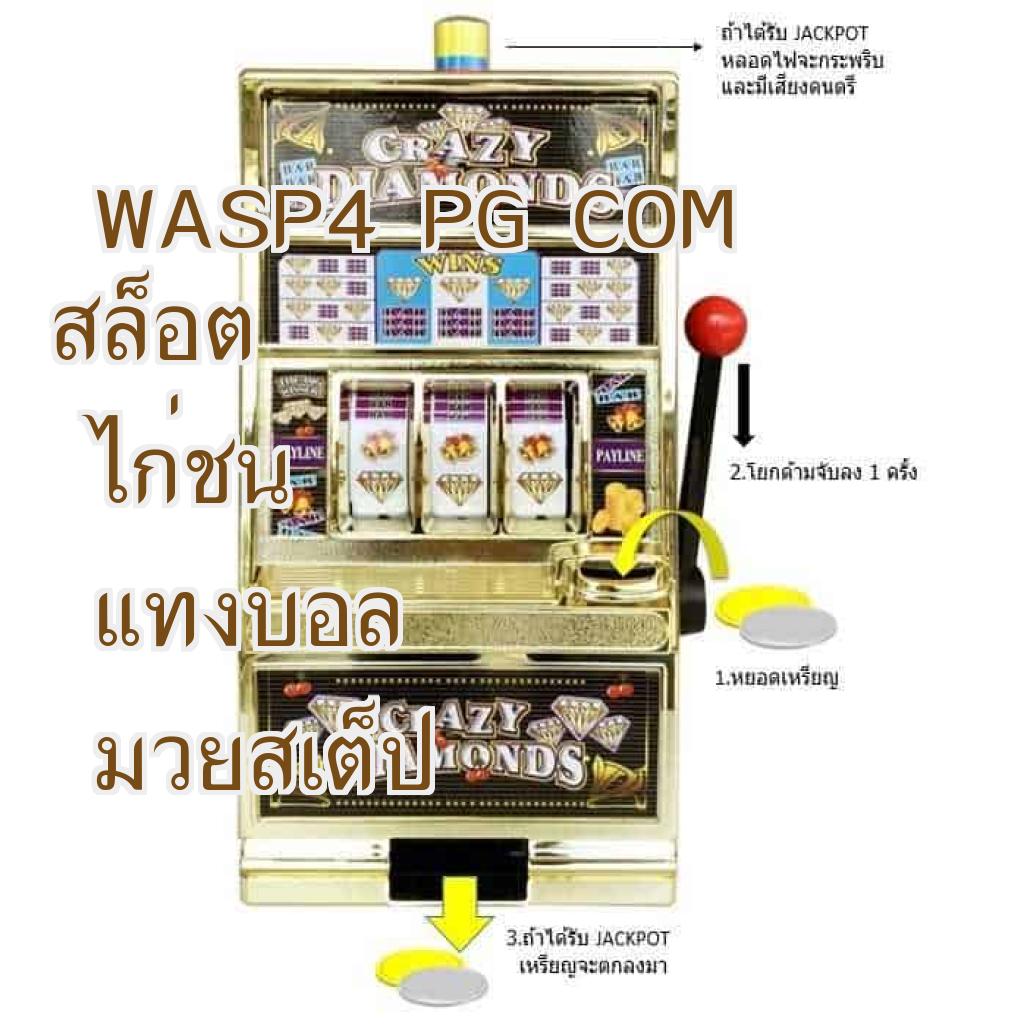 ถ้าได้รับ JACKPOT
หลอดไฟจะกระพริบ
และมีเสียงดนตรี
CRAZY
DIAMONDS
WASP4 PG COM
WINS
สล็อต
ไก่ชน
PAYLINE
PAYLINE
2.โยกด้ามจับลง 1 ครั้ง
แทงบอล
1.หยอดเหรียญ
CRAZY
DIAMONDS
มวยสเต็ป
3.ถ้าได้รับ JACKPOT
เหรียญจะตกลงมา